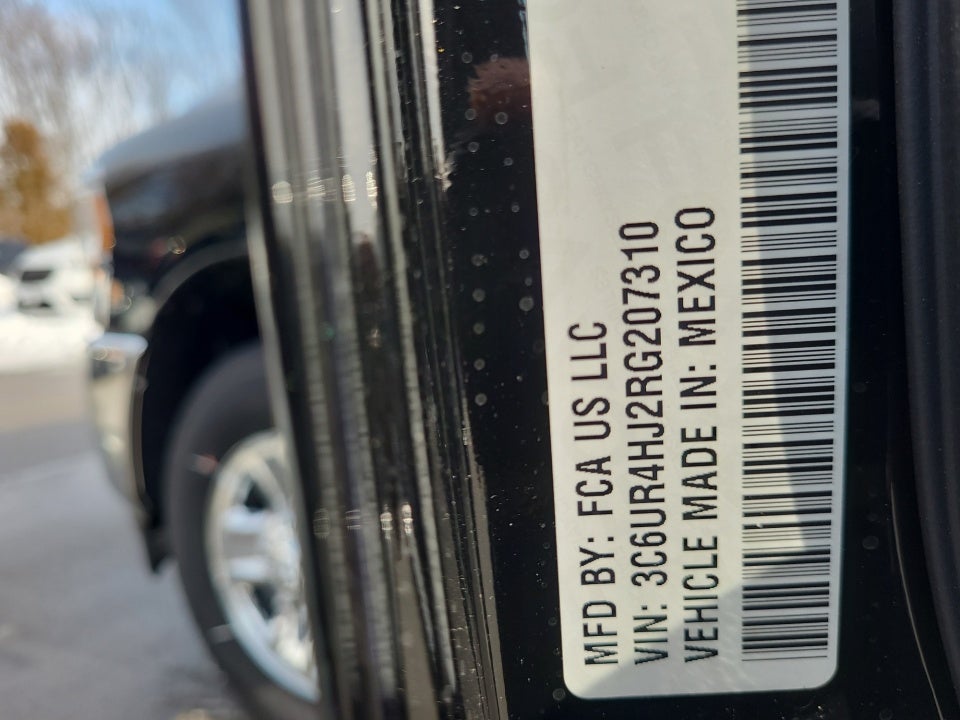 MFD BY: FCA US LLC
VIN: 3C6UR4HJ2RG207310
VEHICLE MADE IN: MEXICO